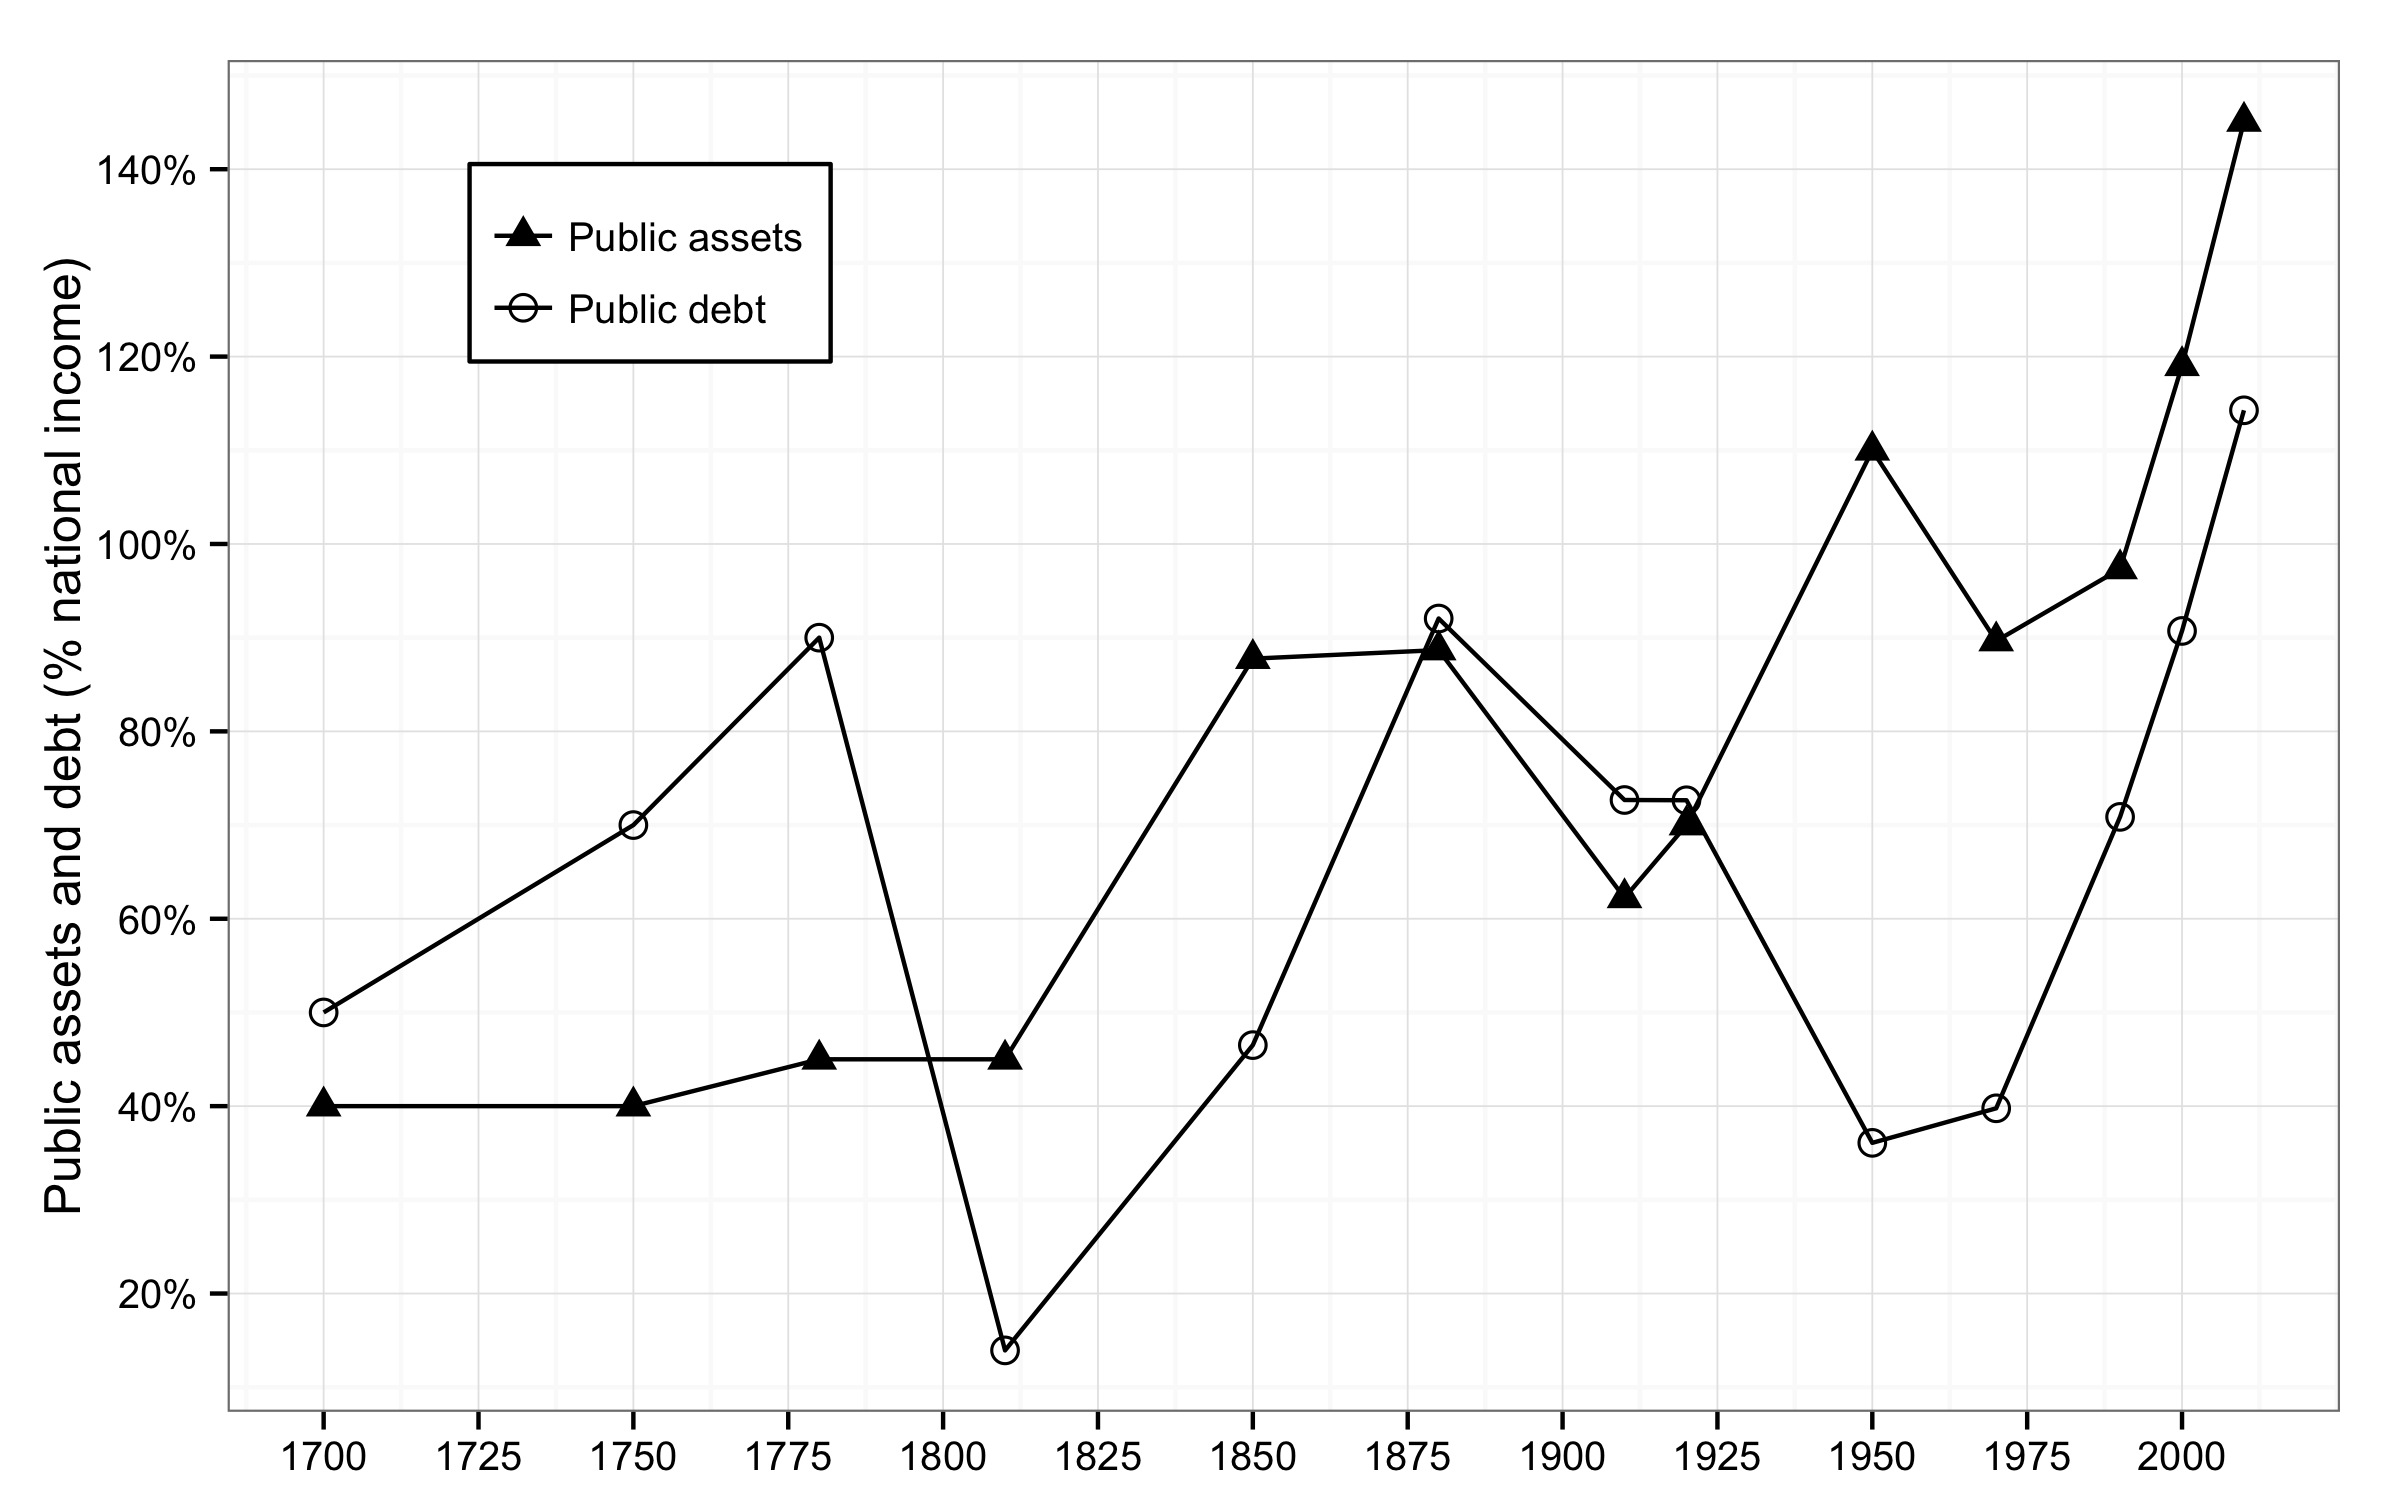 Public assets and debt (% national income)
140%
120%
100%
80%
60%
40%
20%
Public assets
Public debt
1700 1725 1750 1775 1800 1825 1850 1875 1900 1925 1950 1975 2000